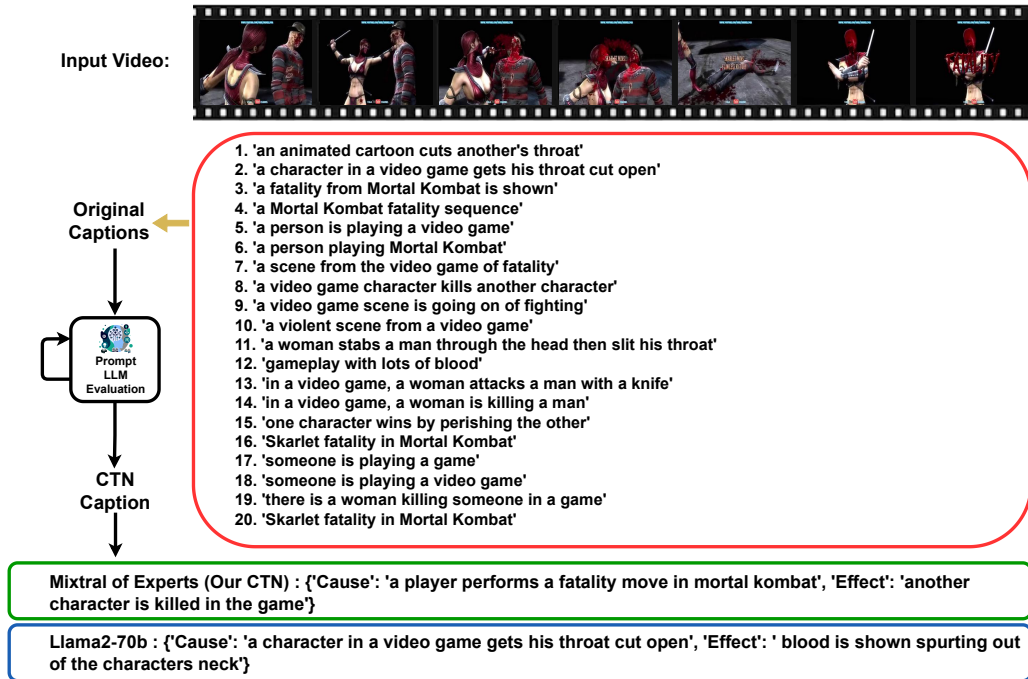 Input Video:
1. 'an animated cartoon cuts another's throat'
2. 'a character in a video game gets his throat cut open'
3. 'a fatality from Mortal Kombat is shown'
4. 'a Mortal Kombat fatality sequence'
5. 'a person is playing a video game'
6. 'a person playing Mortal Kombat'
7. 'a scene from the video game of fatality'
8. 'a video game character kills another character'
9. 'a video game scene is going on of fighting'
10. 'a violent scene from a video game'
11. 'a woman stabs a man through the head then slit his throat'
12. 'gameplay with lots of blood'
13. 'in a video game, a woman attacks a man with a knife'
14. 'in a video game, a woman is killing a man'
15. 'one character wins by perishing the other'
16. 'Skarlet fatality in Mortal Kombat'
17. 'someone is playing a game'
18. 'someone is playing a video game'
19. 'there is a woman killing someone in a game'
20. 'Skarlet fatality in Mortal Kombat'
Original
Captions
Prompt
LLM
Evaluation
CTN
Caption
Mixtral of Experts (Our CTN) : {'Cause': 'a player performs a fatality move in mortal kombat', 'Effect': 'another
character is killed in the game'}
Llama2-70b : {'Cause': 'a character in a video game gets his throat cut open', 'Effect': ' blood is shown spurting out
of the characters neck'}